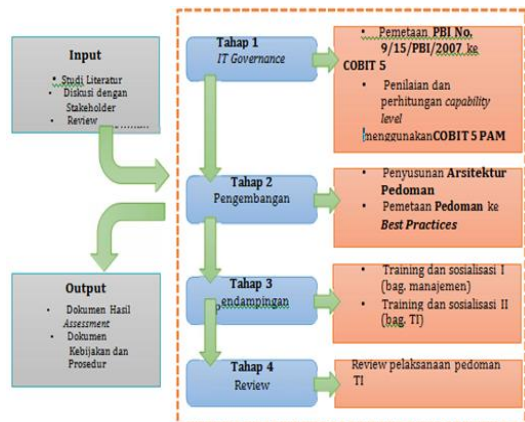 Input
• Studi Literatur
• Diskusi dengan
Stakeholder
• Review
Tahap 1
IT Governance
• Pemetaan PBI No.
9/15/PBI/2007 ke
COBIT 5
• Penilaian dan
perhitungan capability
level
menggunakanCOBIT 5 PAM
Tahap 2
Pengembangan
• Penyusunan Arsitektur
Pedoman
• Pemetaan Pedoman ke
Best Practices
Output
• Dokumen Hasil
Assessment
• Dokumen
Kebijakan dan
Prosedur
Tahap 3
Pendampingan
• Training dan sosialisasi I
(bag. manajemen)
• Training dan sosialisasi II
(bag. TI)
Tahap 4
Review
Review pelaksanaan pedoman
TI